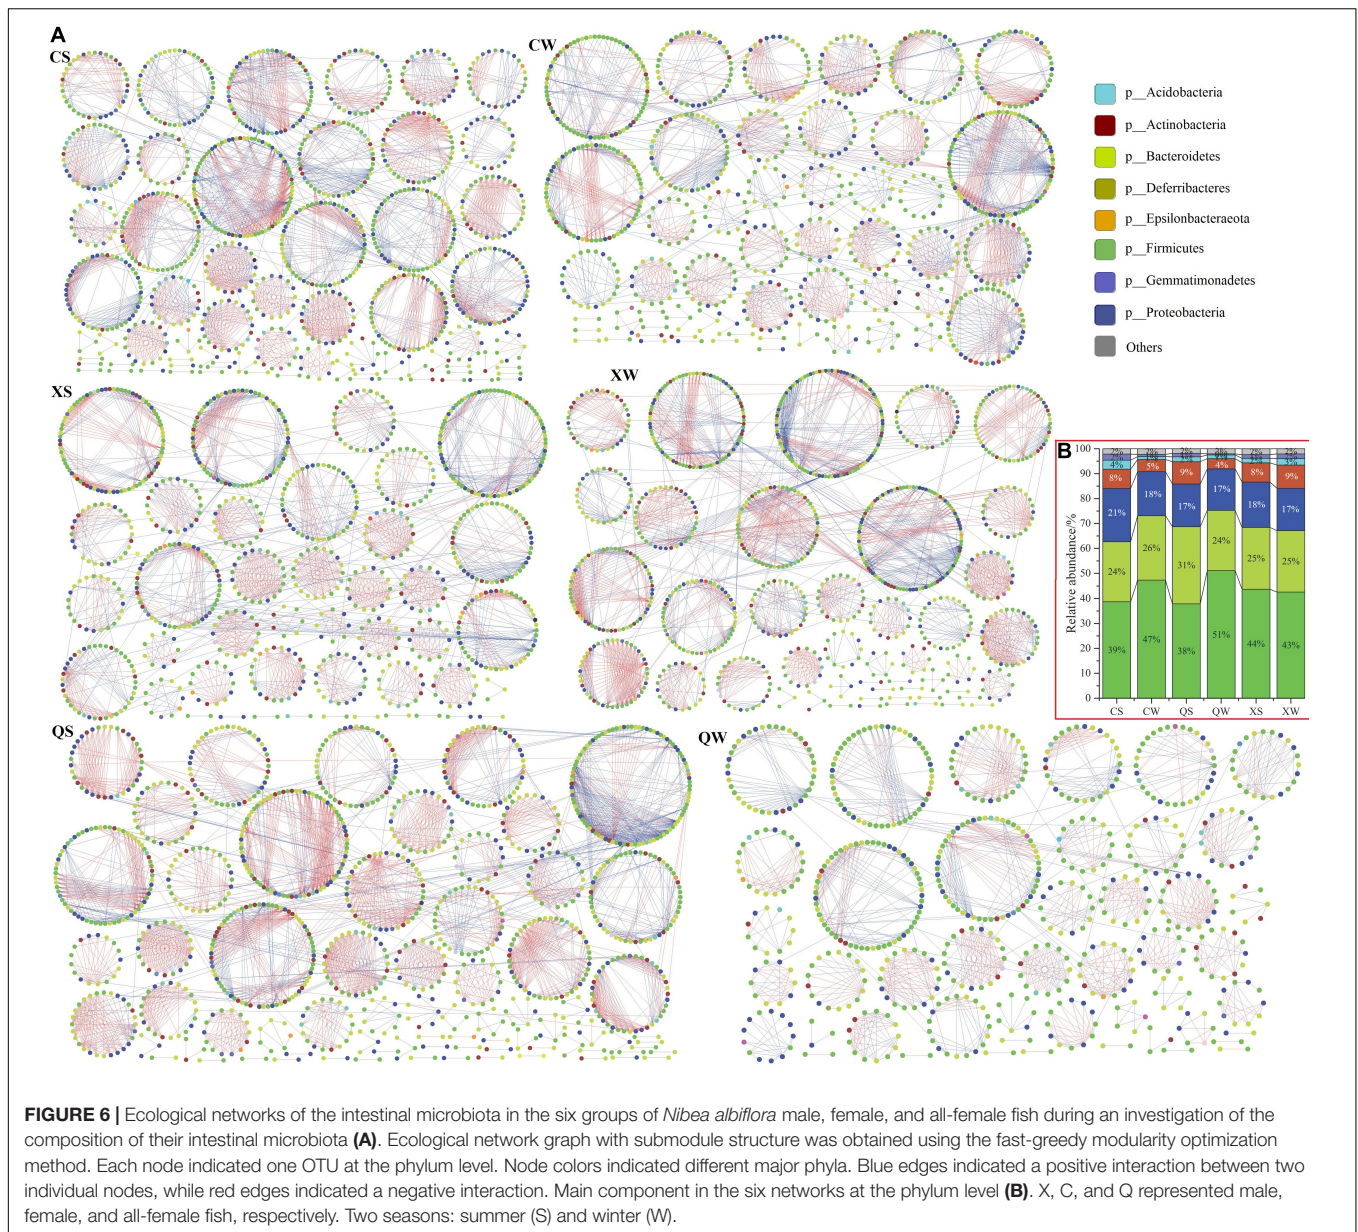 A
CS
CW
p__Acidobacteria
p__Actinobacteria
p__Bacteroidetes
p__Deferribacteres
p__Epsilonbacteraeota
p__Firmicutes
p__Gemmatimonadetes
p__Proteobacteria
Others
XS
XW
B
Relative abundance/%
100
90
80
70
60
50
40
30
20
10
0
4%
8% 5% 9% 4% 8% 9%
21% 18% 17% 17% 18% 17%
24% 26% 31% 24% 25% 25%
39% 47% 38% 51% 44% 43%
CS CW QS QW XS XW
QS
QW
FIGURE 6 | Ecological networks of the intestinal microbiota in the six groups of Nibea albiflora male, female, and all-female fish during an investigation of the
composition of their intestinal microbiota (A). Ecological network graph with submodule structure was obtained using the fast-greedy modularity optimization
method. Each node indicated one OTU at the phylum level. Node colors indicated different major phyla. Blue edges indicated a positive interaction between two
individual nodes, while red edges indicated a negative interaction. Main component in the six networks at the phylum level (B). X, C, and Q represented male,
female, and all-female fish, respectively. Two seasons: summer (S) and winter (W).